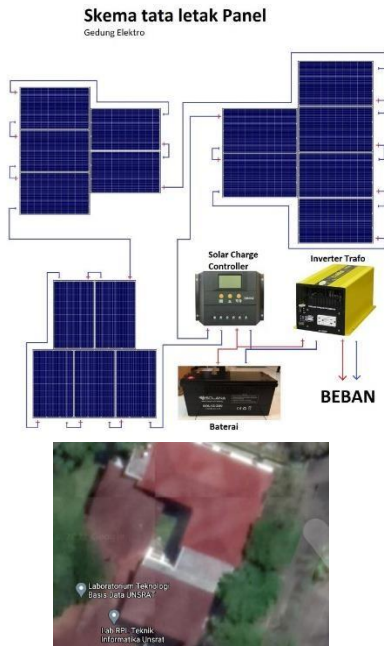 Skema tata letak Panel
Gedung Elektro
Solar Charge
Controller
Inverter Trafo
Baterai
BEBAN
Laboratorium Teknologi
Basis Data UNSRAT
Lab RPL Teknik
Informatika Unsrat